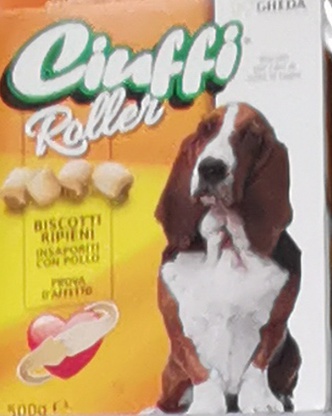 GHEDA
Ciuffi
Roller
BISCOTTI
RIPIENI
INSAPORITI
CON POLLO
PROVA
D'AFFETTO
500g e